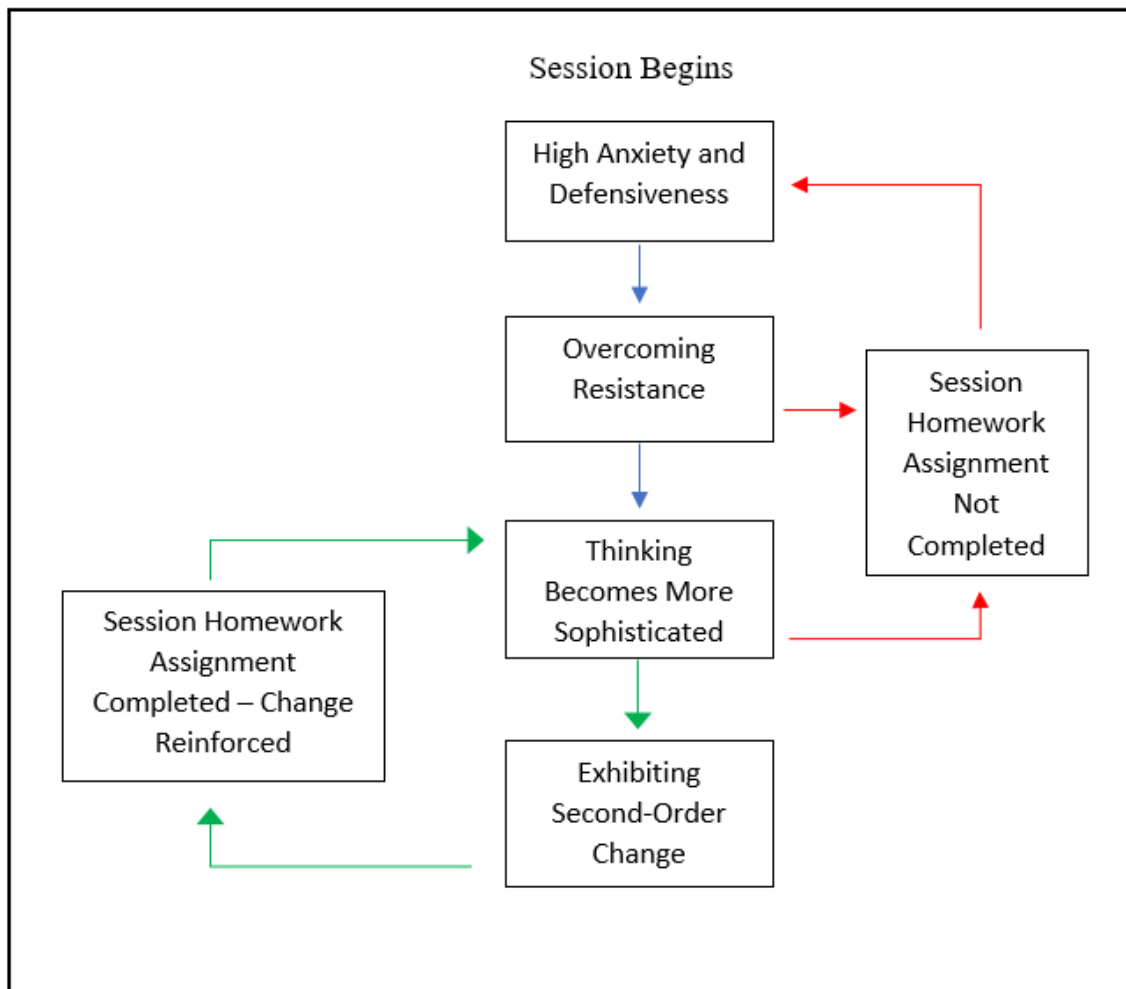 Session Begins
High Anxiety and
Defensiveness
Overcoming
Resistance
Session
Homework
Assignment
Not
Completed
Thinking
Becomes More
Sophisticated
Session Homework
Assignment
Completed – Change
Reinforced
Exhibiting
Second-Order
Change